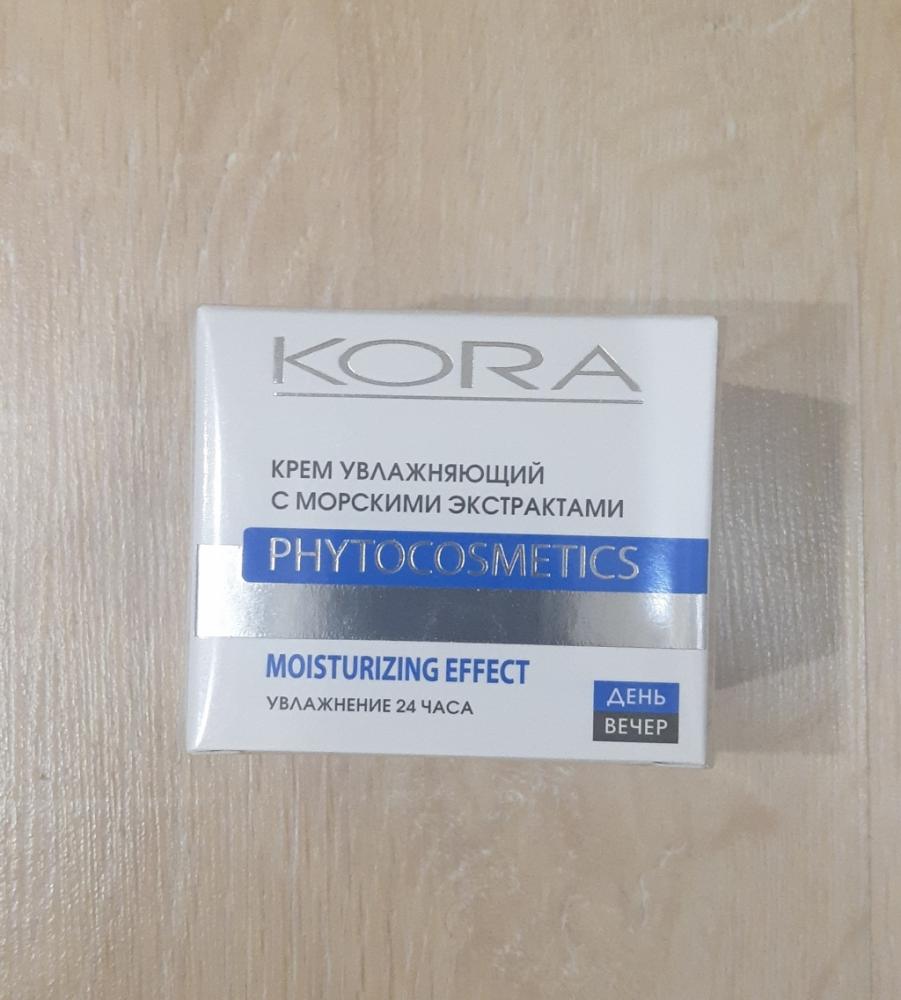 KORA
КРЕМ УВЛАЖНЯЮЩИЙ
С МОРСКИМИ ЭКСТРАКТАМИ
PHYTOCOSMETICS
MOISTURIZING EFFECT
УВЛАЖНЕНИЕ 24 ЧАСА
ДЕНЬ
ВЕЧЕР